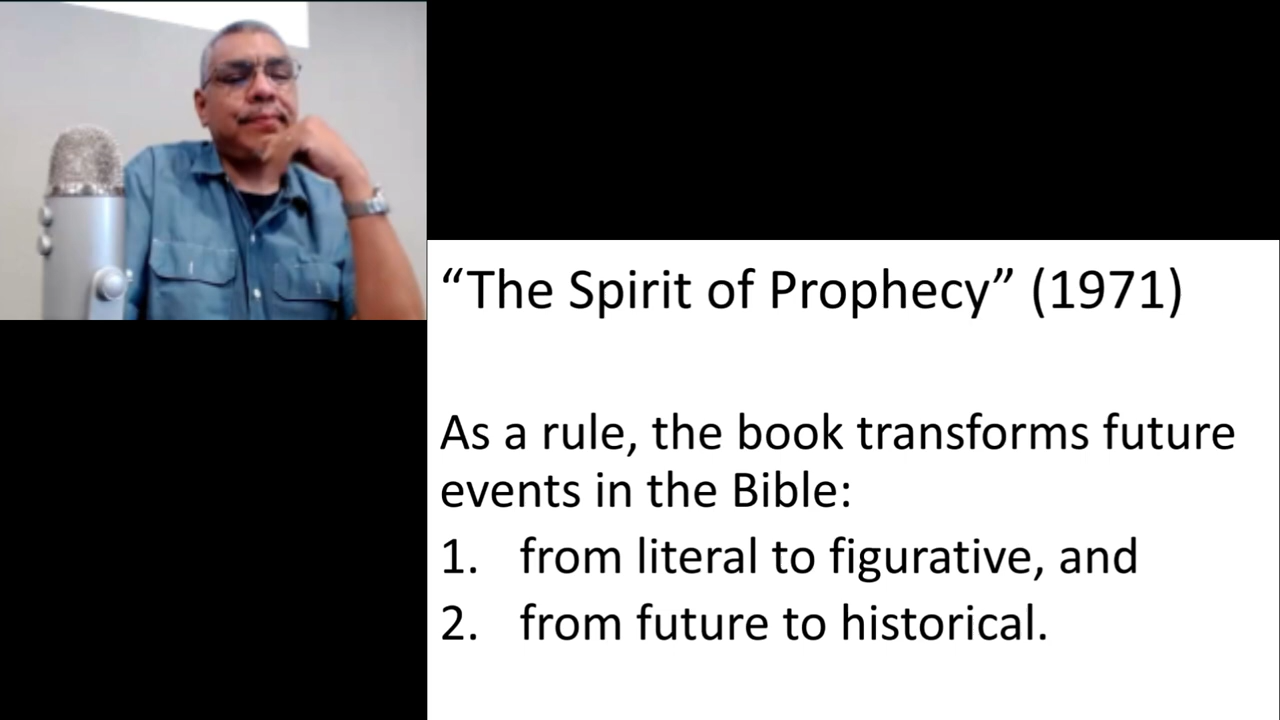 “The Spirit of Prophecy” (1971)
As a rule, the book transforms future
events in the Bible:
1. from literal to figurative, and
2. from future to historical.